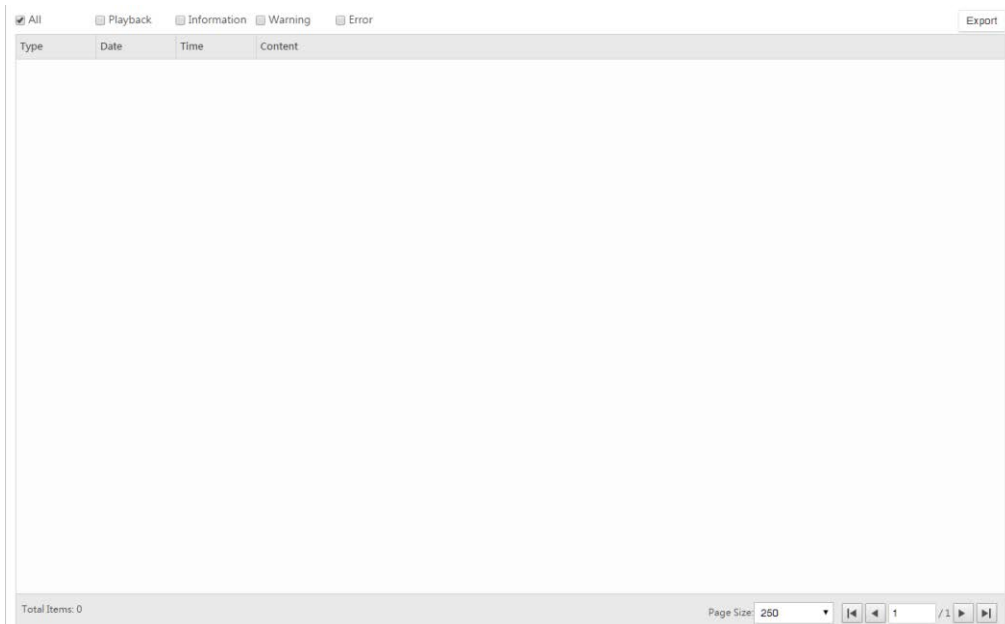 All Playback Information Warning Error Export
Type Date Time Content
Total Items: 0 Page Size: 250 1 /1